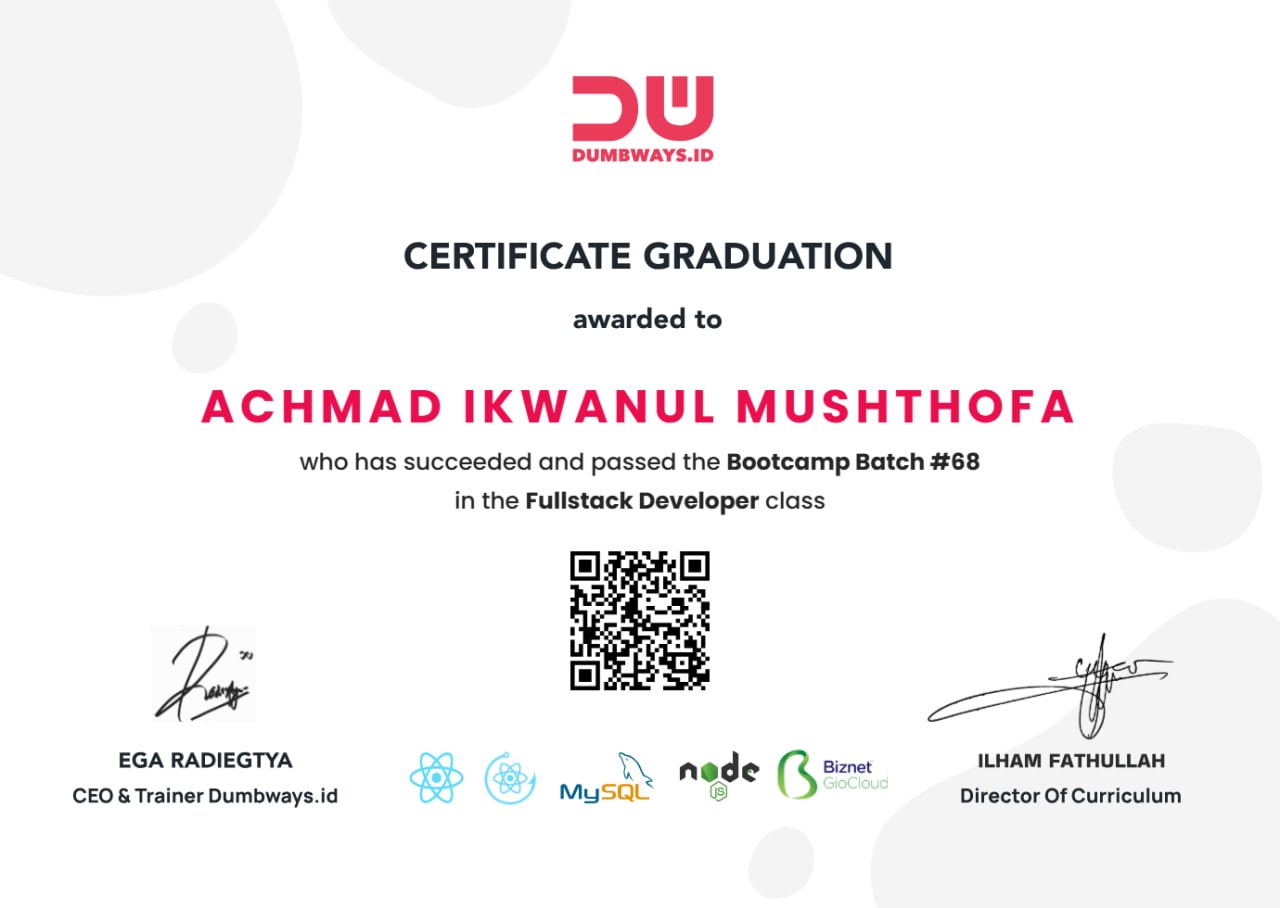 DUMBWAYS.ID
CERTIFICATE GRADUATION
awarded to
ACHMAD IKWANUL MUSHTHOFA
who has succeeded and passed the Bootcamp Batch #68
in the Fullstack Developer class
EGA RADIEGTYA
CEO & Trainer Dumbways.id
MySQL
node
JS
Biznet
GioCloud
ILHAM FATHULLAH
Director Of Curriculum